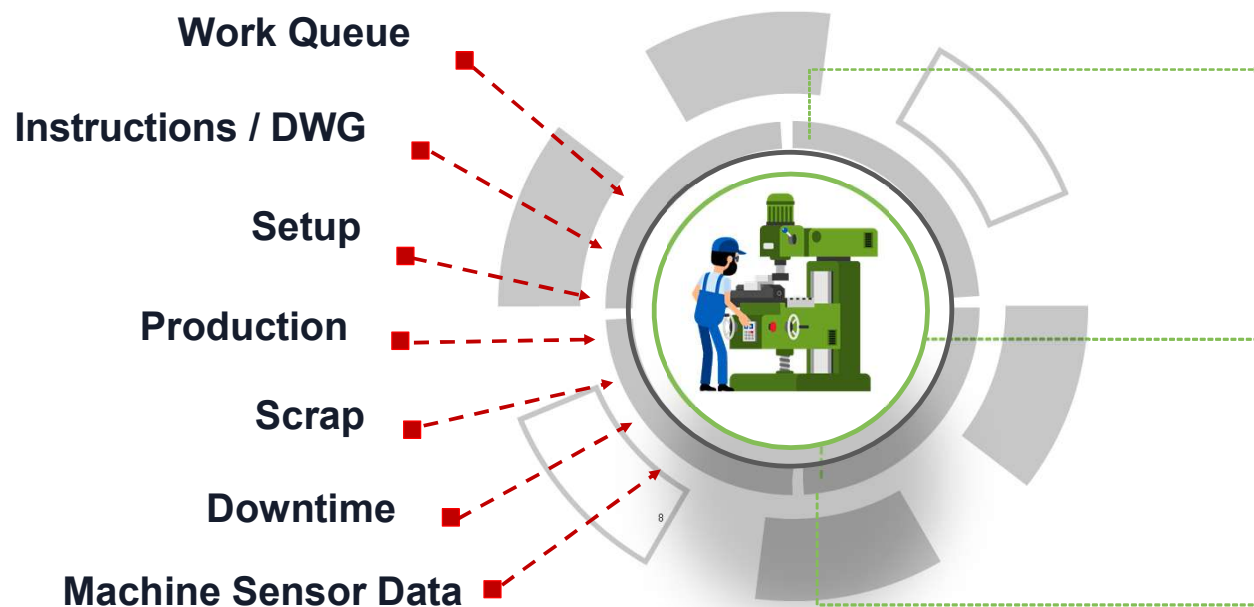 Work Queue
Instructions / DWG
Setup
Production
Scrap
Downtime
8
Machine Sensor Data